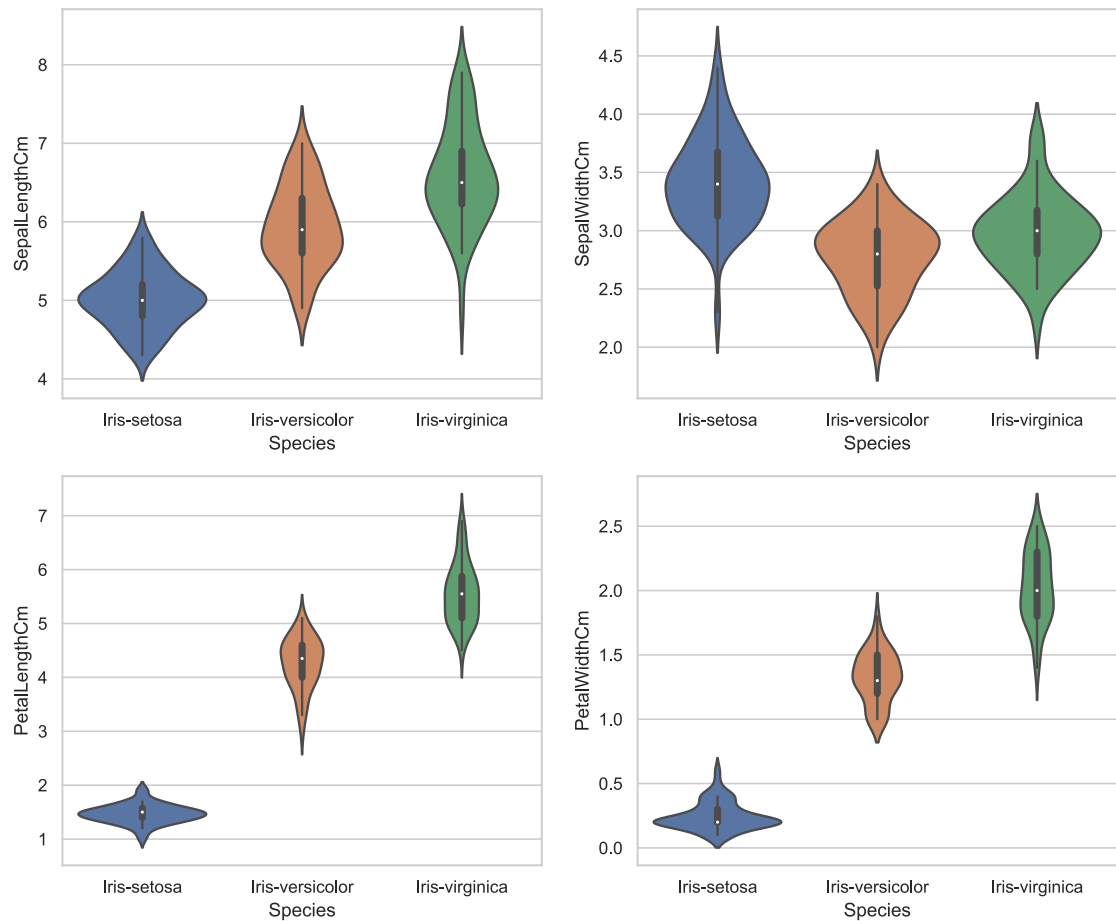 SepalLengthCm
8
7
6
5
4
Iris-setosa Iris-versicolor Iris-virginica
Species
SepalWidthCm
4.5
4.0
3.5
3.0
2.5
2.0
Iris-setosa Iris-versicolor Iris-virginica
Species
PetalLengthCm
7
6
5
4
3
2
1
Iris-setosa Iris-versicolor Iris-virginica
Species
PetalWidthCm
2.5
2.0
1.5
1.0
0.5
0.0
Iris-setosa Iris-versicolor Iris-virginica
Species